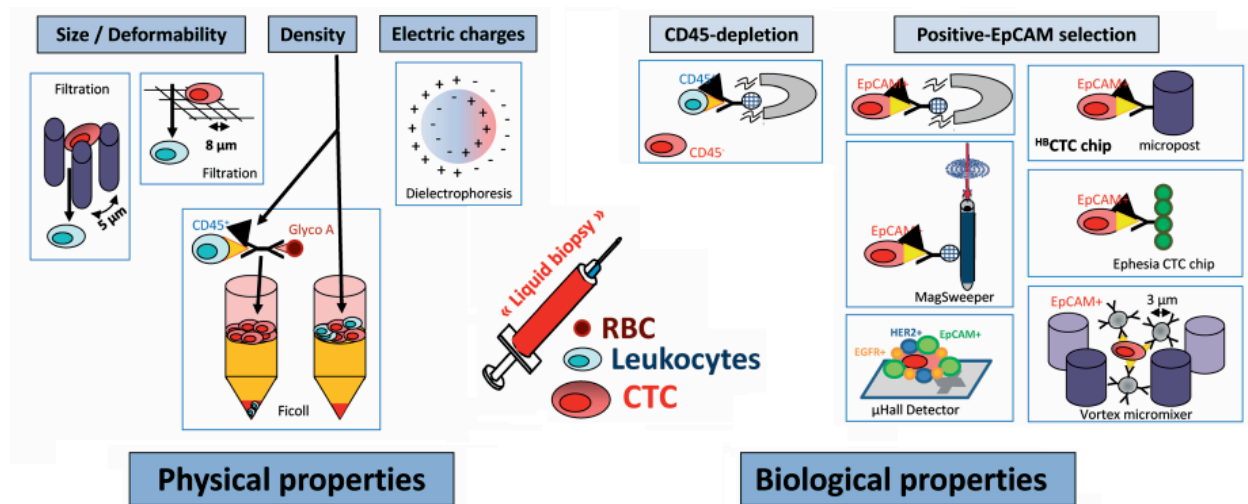 Size / Deformability
Density
Electric charges
CD45-depletion
Positive-EpCAM selection
Filtration
5 µm
8 µm
Filtration
Dielectrophoresis
CD45+
Glyco A
Ficoll
« Liquid biopsy »
RBC
Leukocytes
CTC
CD45+
CD45-
EpCAM+
EpCAM+
MagSweeper
HER2+
EpCAM+
EGFR+
µHall Detector
EpCAM+
HBCTC chip
micropost
EpCAM+
Ephesia CTC chip
EpCAM+
3 µm
Vortex micromixer
Physical properties
Biological properties